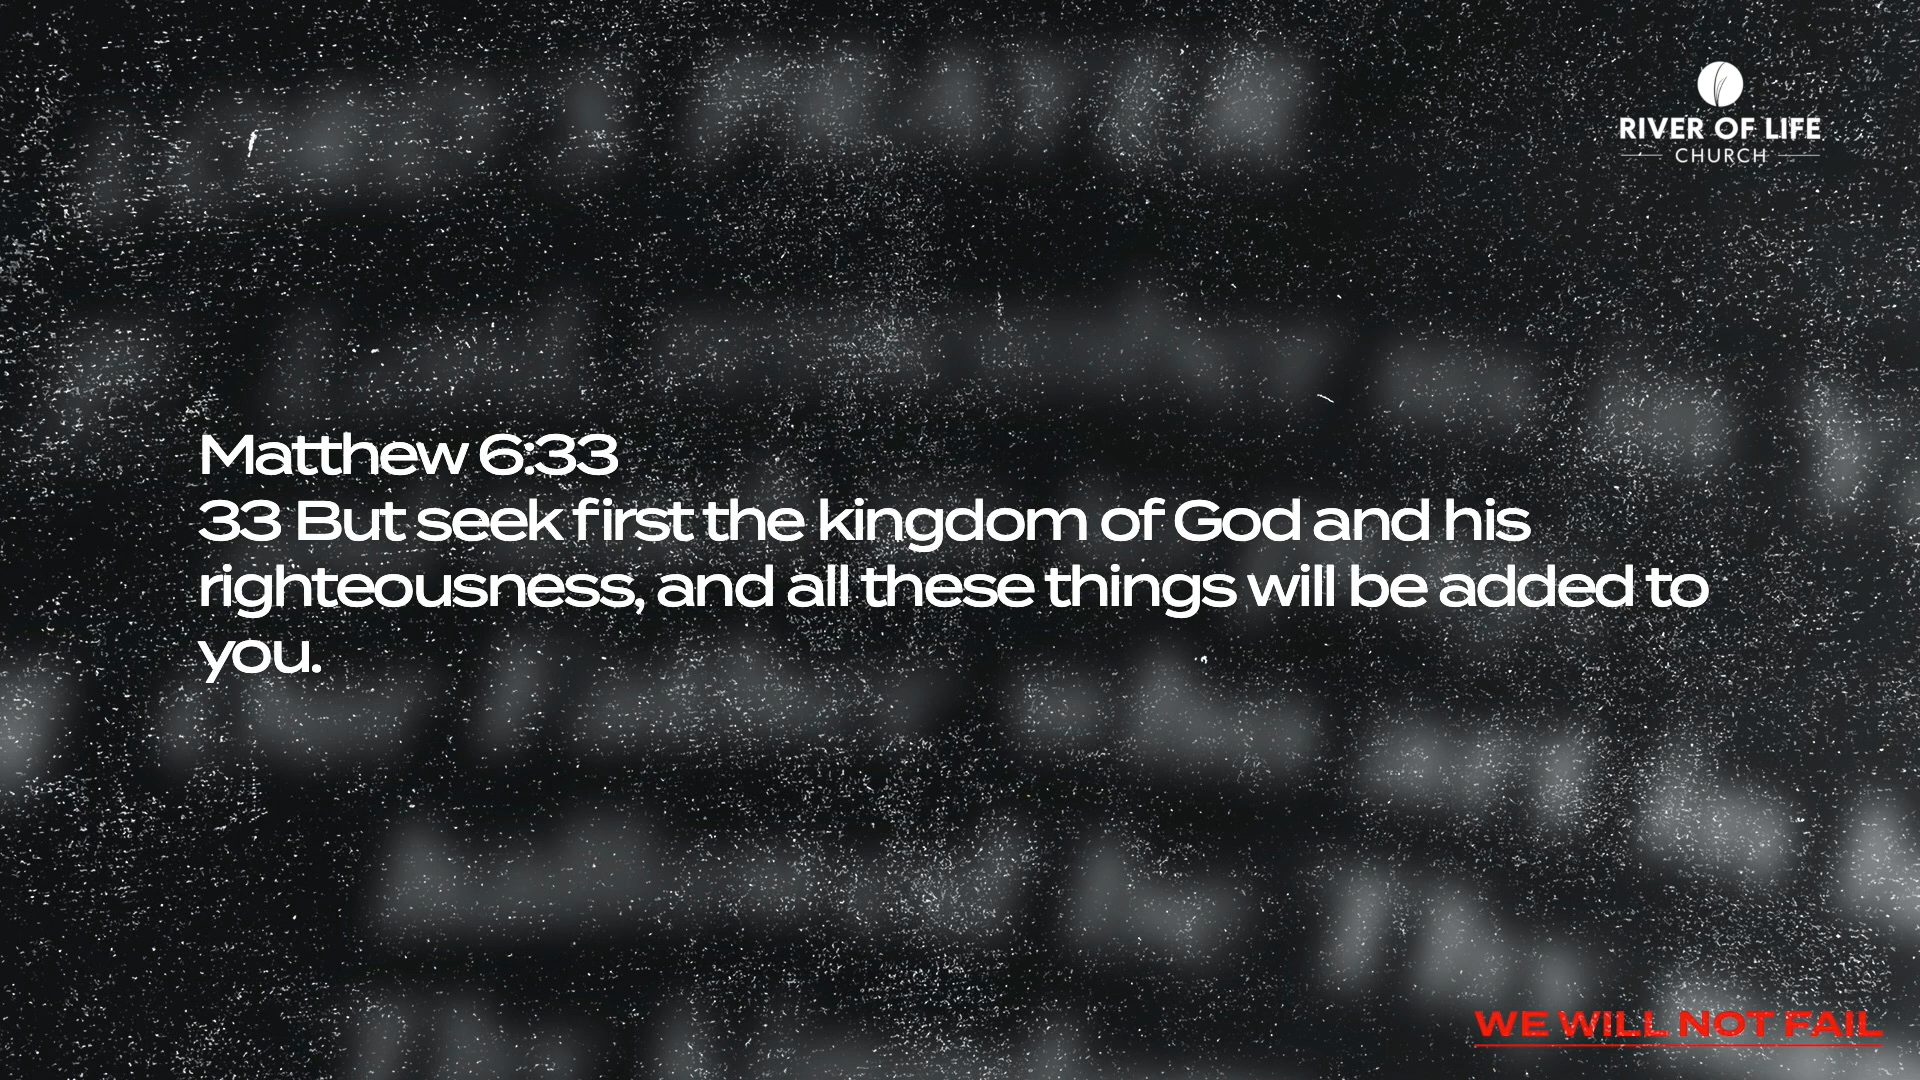 RIVER OF LIFE
CHURCH
Matthew 6:33
33 But seek first the kingdom of God and his
righteousness, and all these things will be added to
you.
WE WILL NOT FAIL